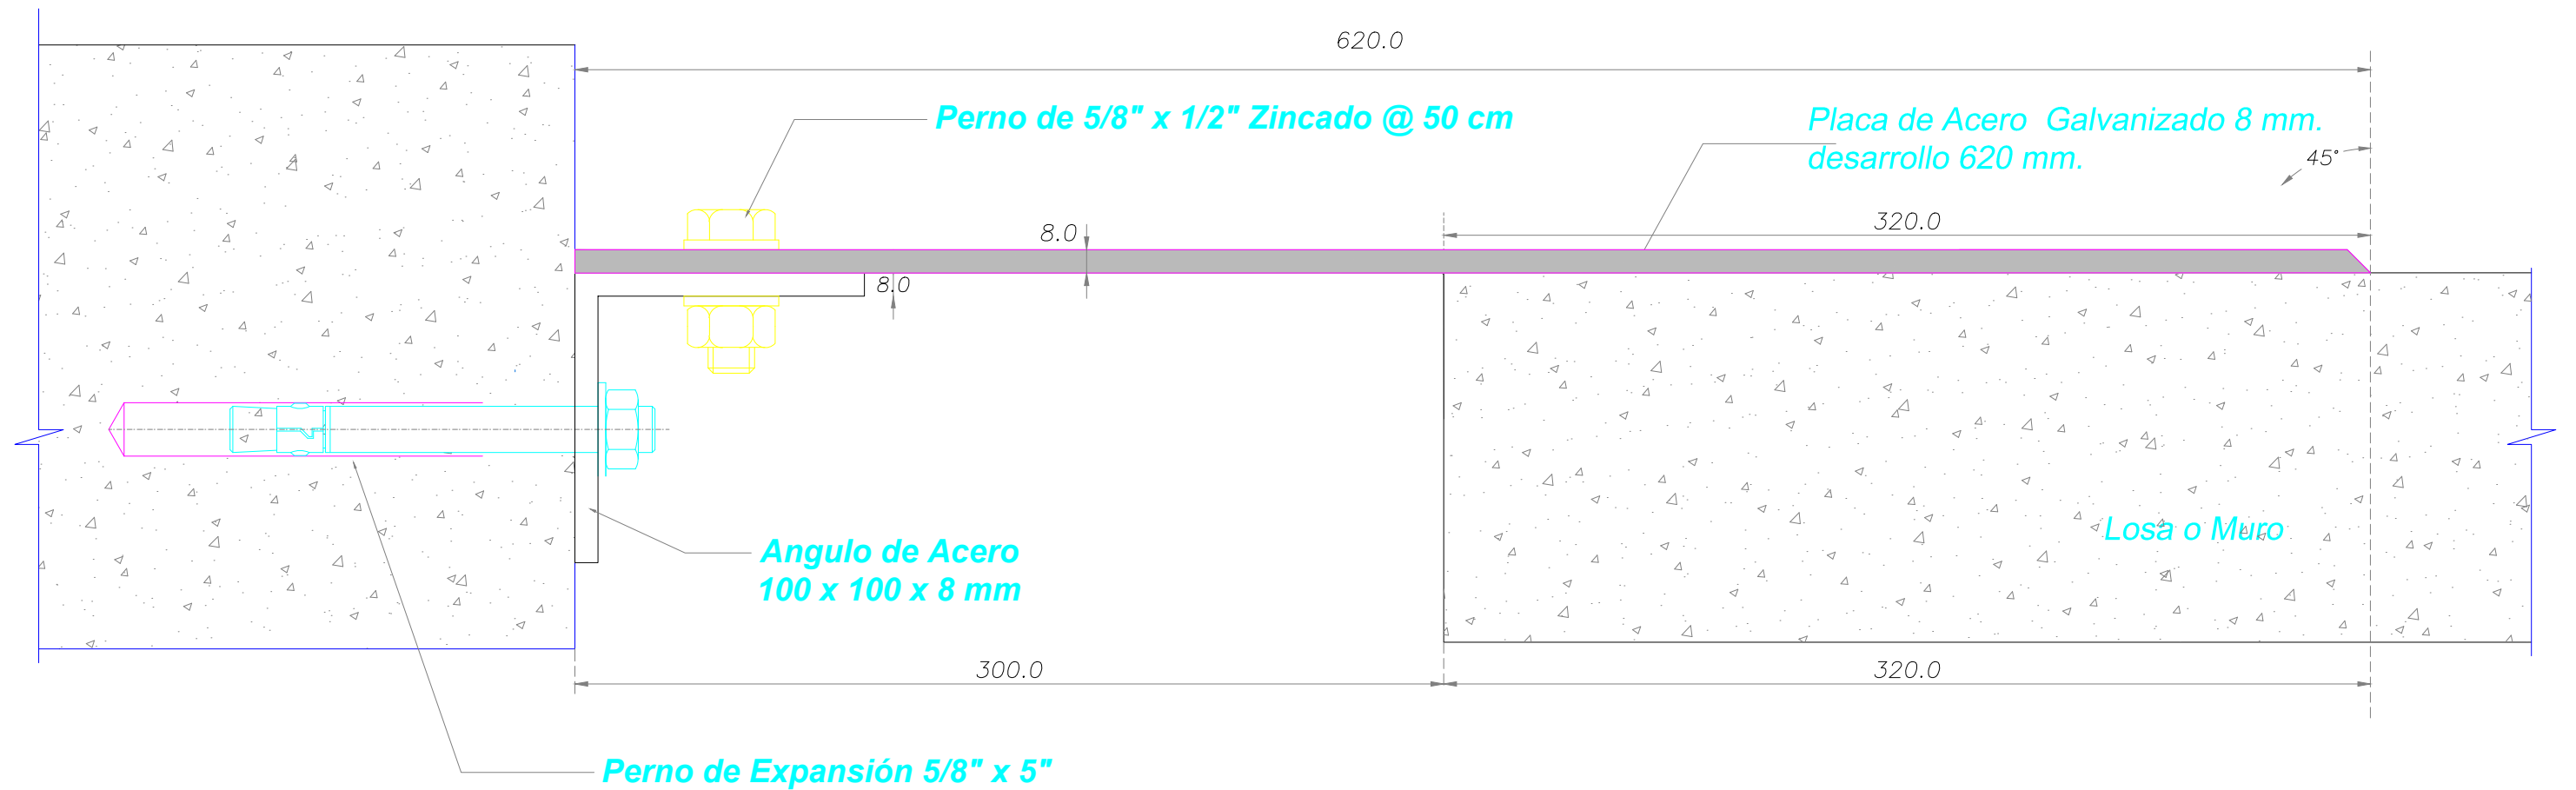 620.0
Perno de 5/8" x 1/2" Zincado @ 50 cm
Placa de Acero Galvanizado 8 mm.
desarrollo 620 mm.
45°
320.0
8.0
8.0
Losa o Muro
Angulo de Acero
100 x 100 x 8 mm
300.0
320.0
Perno de Expansión 5/8" x 5"